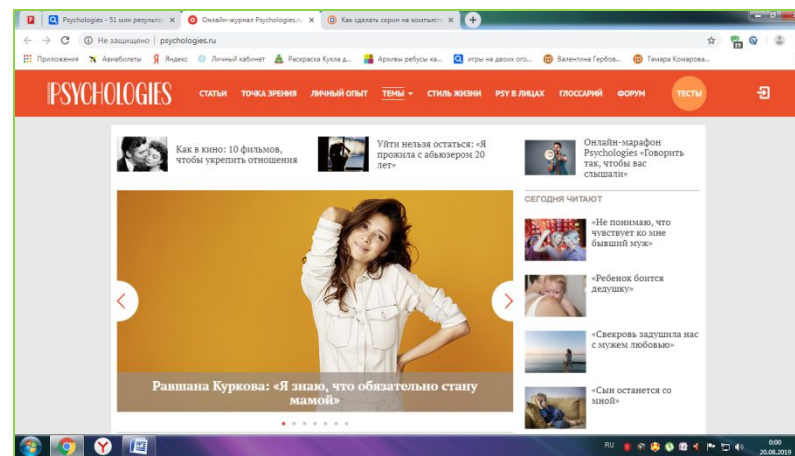 Psychologies - 51 млн результ
Онлайн-журнал Psychologies.ru
Как сделать скрин на компьют
Не защищено | psychologies.ru
Приложения Авиабилеты Яндекс Личный кабинет Раскраска Кукла д... Архивы ребусы ка... игры на двоих ого... Валентина Гербов... Тамара Комарова...
PSYCHOLOGIES
СТАТЬИ ТОЧКА ЗРЕНИЯ ЛИЧНЫЙ ОПЫТ ТЕМЫ СТИЛЬ ЖИЗНИ PSY В ЛИЦАХ ГЛОССАРИЙ ФОРУМ ТЕСТЫ
Как в кино: 10 фильмов,
чтобы укрепить отношения
Уйти нельзя остаться: «Я
прожила с абьюзером 20
лет»
Онлайн-марафон
Psychologies «Говорить
так, чтобы вас
слышали»
Равшана Куркова: «Я знаю, что обязательно стану
мамой»
СЕГОДНЯ ЧИТАЮТ
«Не понимаю, что
чувствует ко мне
бывший муж»
«Ребенок боится
дедушку»
«Свекровь задушила нас
с мужем любовью»
«Сын останется со
мной»
RU
0:00
20.08.2019